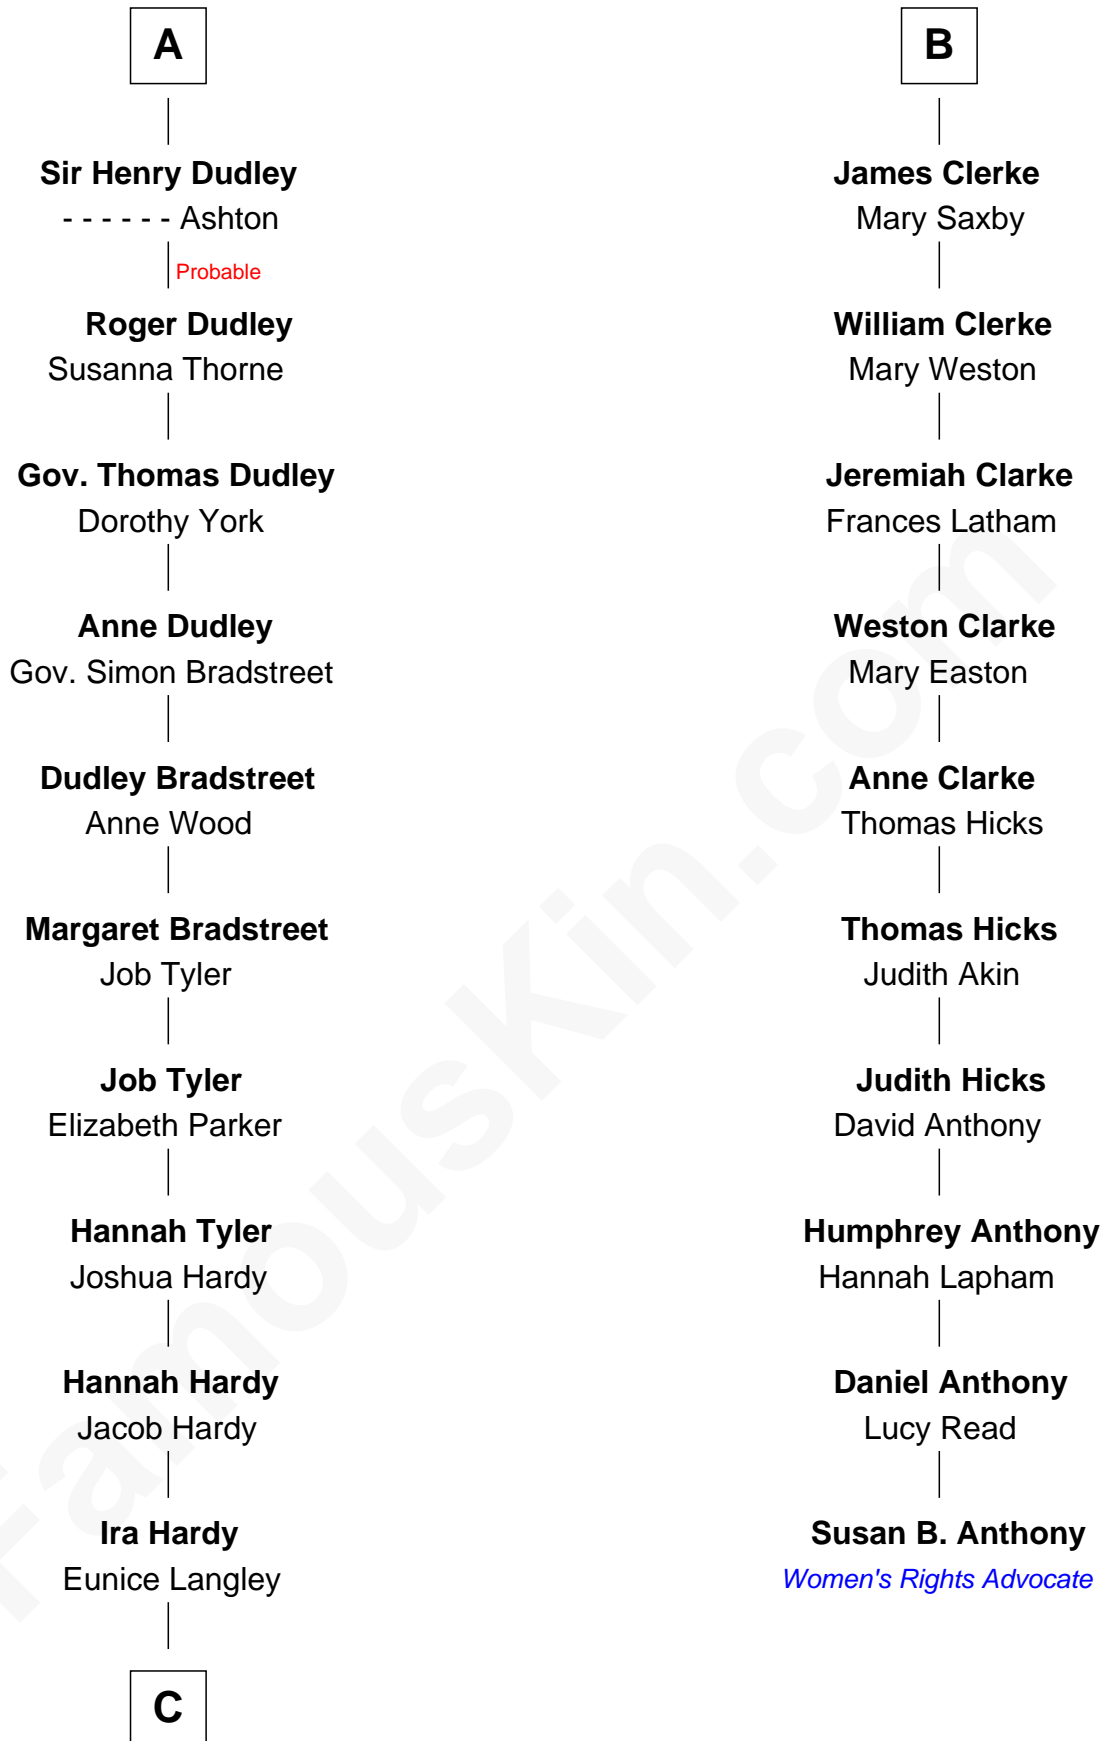 A
Sir Henry Dudley
- - - - - - Ashton
Probable
Roger Dudley
Susanna Thorne
Gov. Thomas Dudley
Dorothy York
Anne Dudley
Gov. Simon Bradstreet
Dudley Bradstreet
Anne Wood
Margaret Bradstreet
Job Tyler
Job Tyler
Elizabeth Parker
Hannah Tyler
Joshua Hardy
Hannah Hardy
Jacob Hardy
Ira Hardy
Eunice Langley
C
B
James Clerke
Mary Saxby
William Clerke
Mary Weston
Jeremiah Clarke
Frances Latham
Weston Clarke
Mary Easton
Anne Clarke
Thomas Hicks
Thomas Hicks
Judith Akin
Judith Hicks
David Anthony
Humphrey Anthony
Hannah Lapham
Daniel Anthony
Lucy Read
Susan B. Anthony
Women's Rights Advocate
FamousKin.com